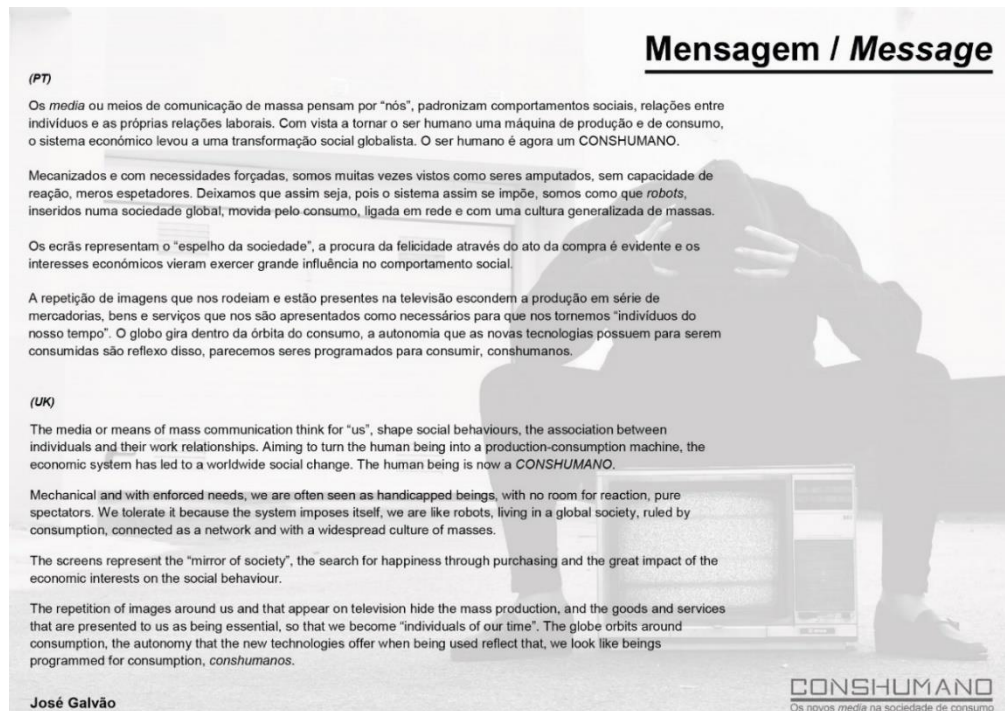 Mensagem / Message
(PT)
Os media ou meios de comunicação de massa pensam por “nós”, padronizam comportamentos sociais, relações entre
indivíduos e as próprias relações laborais. Com vista a tornar o ser humano uma máquina de produção e de consumo,
o sistema económico levou a uma transformação social globalista. O ser humano é agora um CONSHUMANO.
Mecanizados e com necessidades forçadas, somos muitas vezes vistos como seres amputados, sem capacidade de
reação, meros espetadores. Deixamos que assim seja, pois o sistema assim se impõe, somos como que robots,
inseridos numa sociedade global, movida pelo consumo, ligada em rede e com uma cultura generalizada de massas.
Os ecrãs representam o “espelho da sociedade”, a procura da felicidade através do ato da compra é evidente e os
interesses económicos vieram exercer grande influência no comportamento social.
A repetição de imagens que nos rodeiam e estão presentes na televisão escondem a produção em série de
mercadorias, bens e serviços que nos são apresentados como necessários para que nos tornemos “indivíduos do
nosso tempo”. O globo gira dentro da órbita do consumo, a autonomia que as novas tecnologias possuem para serem
consumidas são reflexo disso, parecemos seres programados para consumir, conshumanos.
(UK)
The media or means of mass communication think for “us”, shape social behaviours, the association between
individuals and their work relationships. Aiming to turn the human being into a production-consumption machine, the
economic system has led to a worldwide social change. The human being is now a CONSHUMANO.
Mechanical and with enforced needs, we are often seen as handicapped beings, with no room for reaction, pure
spectators. We tolerate it because the system imposes itself, we are like robots, living in a global society, ruled by
consumption, connected as a network and with a widespread culture of masses.
The screens represent the “mirror of society”, the search for happiness through purchasing and the great impact of the
economic interests on the social behaviour.
The repetition of images around us and that appear on television hide the mass production, and the goods and services
that are presented to us as being essential, so that we become “individuals of our time”. The globe orbits around
consumption, the autonomy that the new technologies offer when being used reflect that, we look like beings
programmed for consumption, conshumanos.
José Galvão
CONSHUMANO
Os novos media na sociedade de consumo